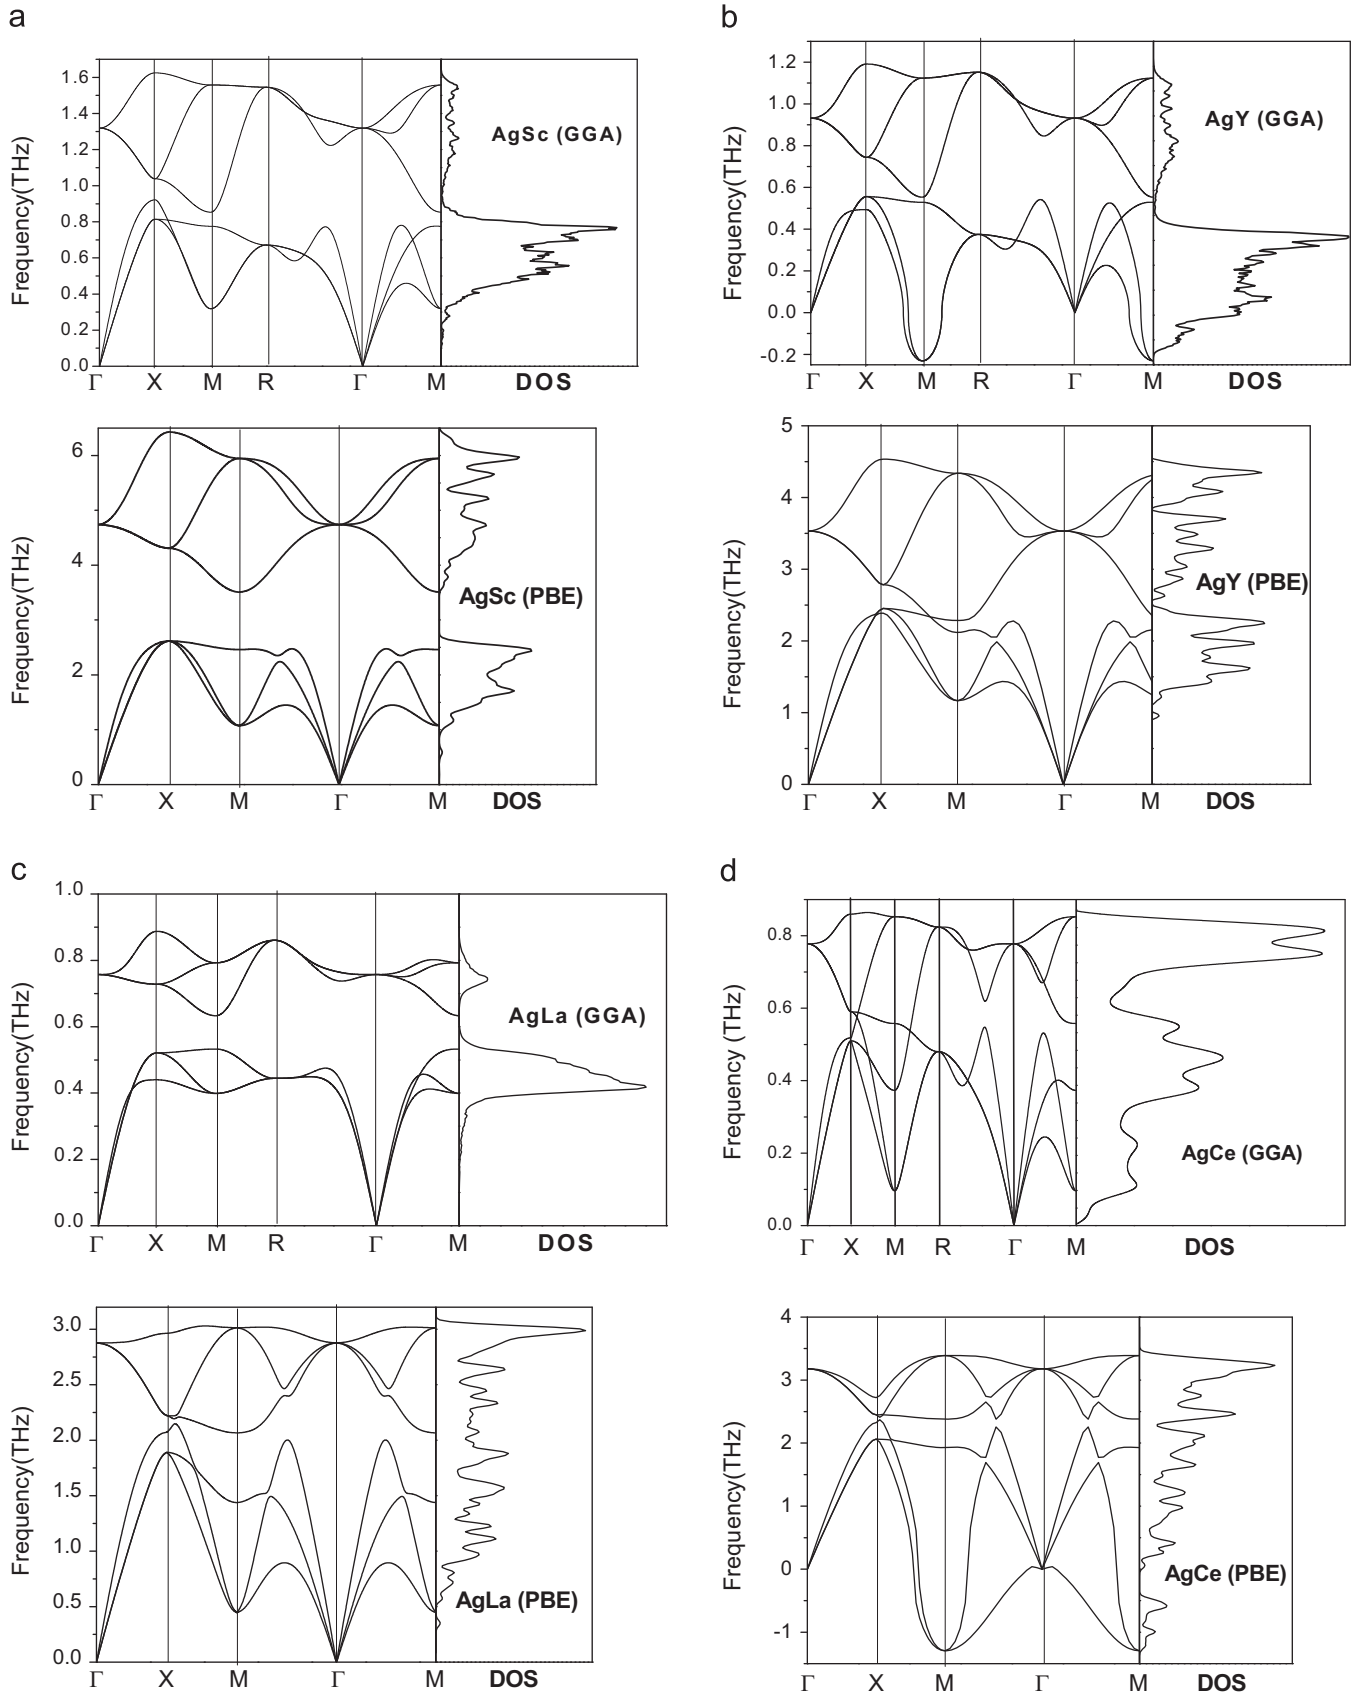 a
Frequency(THz)
1.6
1.4
1.2
1.0
0.8
0.6
0.4
0.2
0.0
AgSc (GGA)
Γ X M R Γ M DOS
Frequency(THz)
6
4
2
0
AgSc (PBE)
Γ X M Γ M DOS
b
Frequency(THz)
1.2
1.0
0.8
0.6
0.4
0.2
0.0
-0.2
AgY (GGA)
Γ X M R Γ M DOS
Frequency(THz)
5
4
3
2
1
0
AgY (PBE)
Γ X M Γ M DOS
c
Frequency(THz)
1.0
0.8
0.6
0.4
0.2
0.0
AgLa (GGA)
Γ X M R Γ M DOS
Frequency(THz)
3.0
2.5
2.0
1.5
1.0
0.5
0.0
AgLa (PBE)
Γ X M Γ M DOS
d
Frequency (THz)
0.8
0.6
0.4
0.2
0.0
AgCe (GGA)
Γ X M R Γ M DOS
Frequency(THz)
4
3
2
1
0
-1
AgCe (PBE)
Γ X M Γ M DOS